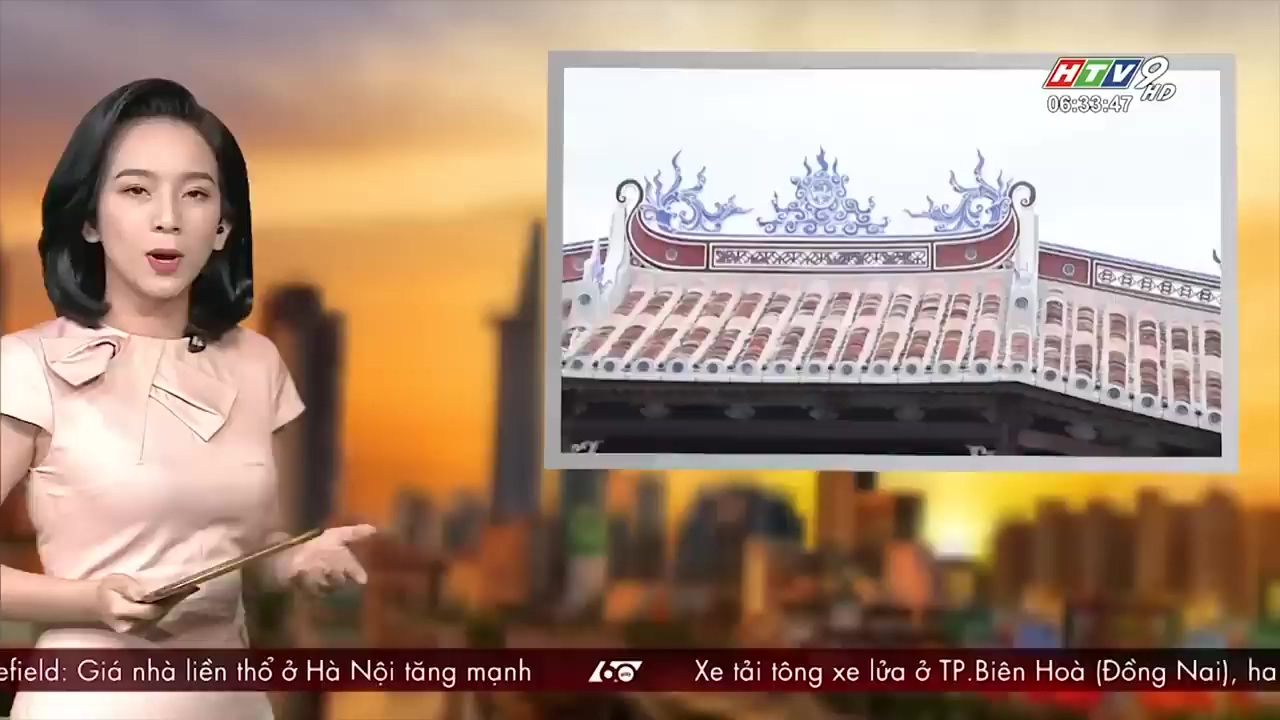 HTV9
HD
06:33:47
efield: Giá nhà liền thổ ở Hà Nội tăng mạnh
60
Xe tải tông xe lửa ở TP.Biên Hoà (Đồng Nai), ha